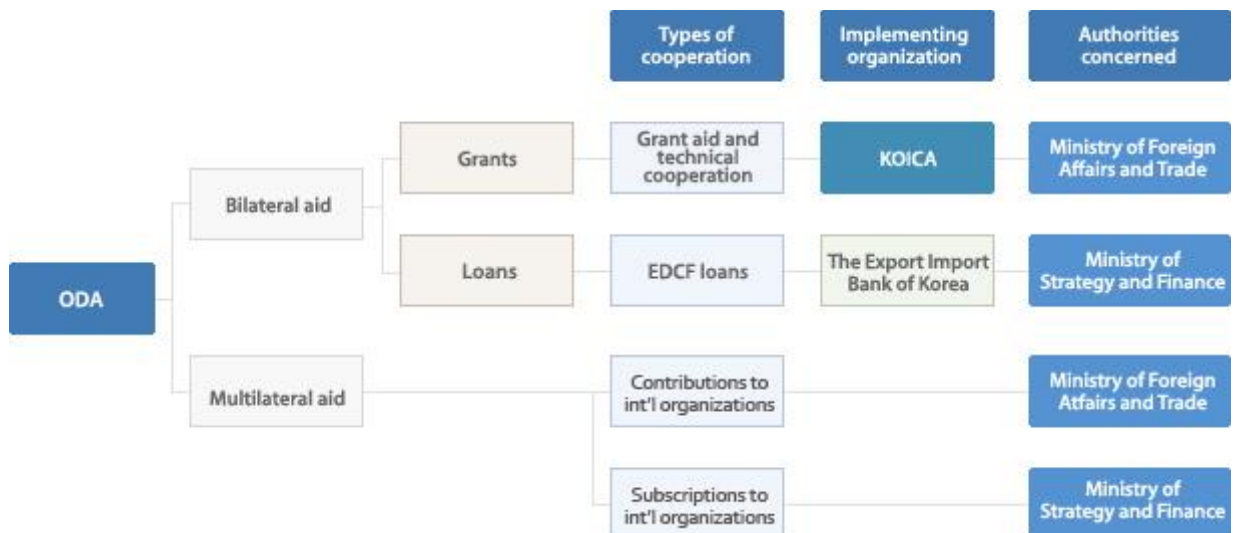 Types of
cooperation
Implementing
organization
Authorities
concerned
Grants
Grant aid and
technical
cooperation
KOICA
Ministry of Foreign
Affairs and Trade
Bilateral aid
Loans
EDCF loans
The Export Import
Bank of Korea
Ministry of
Strategy and Finance
ODA
Multilateral aid
Contributions to
int'l organizations
Ministry of Foreign
Atfairs and Trade
Subscriptions to
int'l organizations
Ministry of
Strategy and Finance